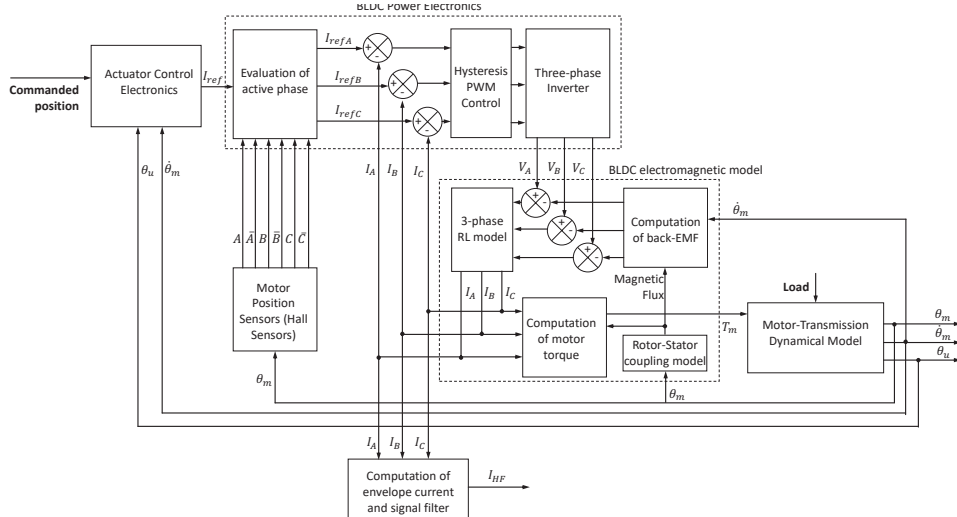 BLDC Power Electronics
Commanded
position
Actuator Control
Electronics
I_ref
Evaluation of
active phase
I_refA
I_refB
I_refC
+
-
+
-
+
-
Hysteresis
PWM
Control
Three-phase
Inverter
θ_u
θ̇_m
I_A
I_B
I_C
V_A
V_B
V_C
BLDC electromagnetic model
A
Ā
B
B̄
C
C̄
3-phase
RL model
+
-
+
-
+
-
Computation
of back-EMF
θ̇_m
Motor
Position
Sensors (Hall
Sensors)
I_A
I_B
I_C
Magnetic
Flux
Load
Computation
of motor
torque
Rotor-Stator
coupling model
T_m
Motor-Transmission
Dynamical Model
θ_m
θ̇_m
θ_u
θ_m
θ_m
I_A
I_B
I_C
Computation of
envelope current
and signal filter
I_HF